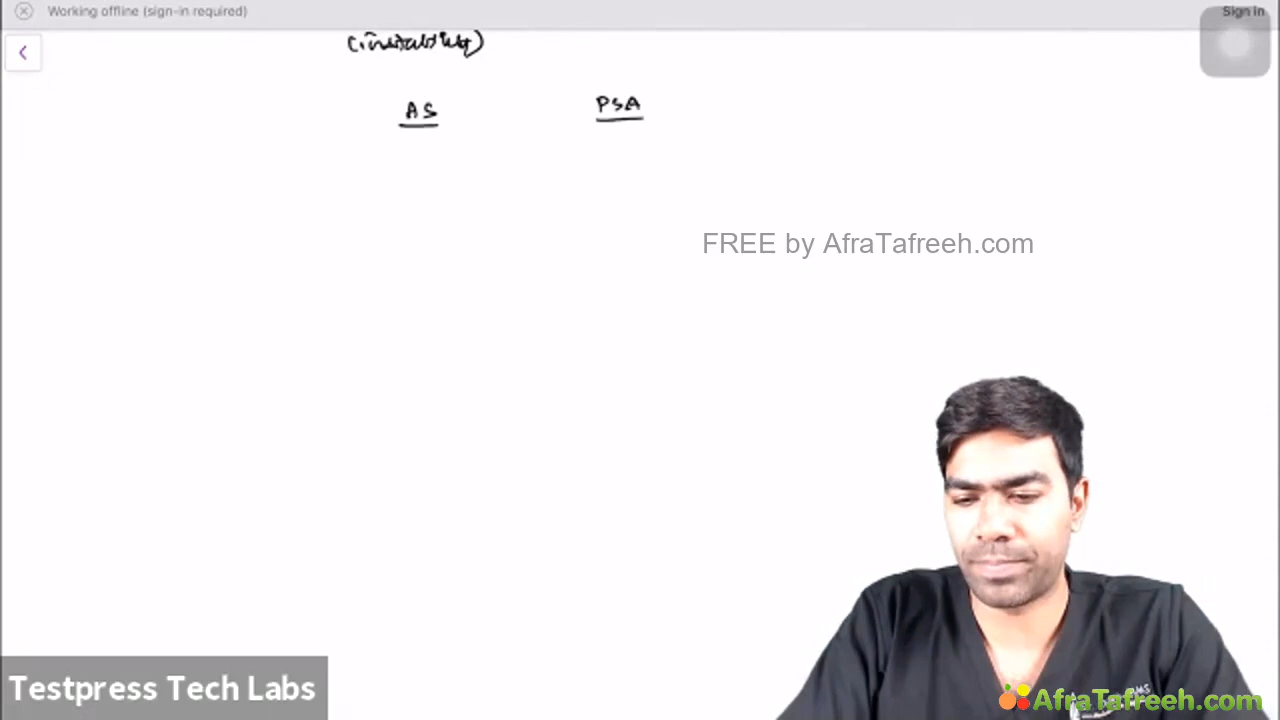 Working offline (sign-in required)
Sign in
AS PSA
FREE by AfraTafreeh.com
Testpress Tech Labs
AfraTafreeh.com